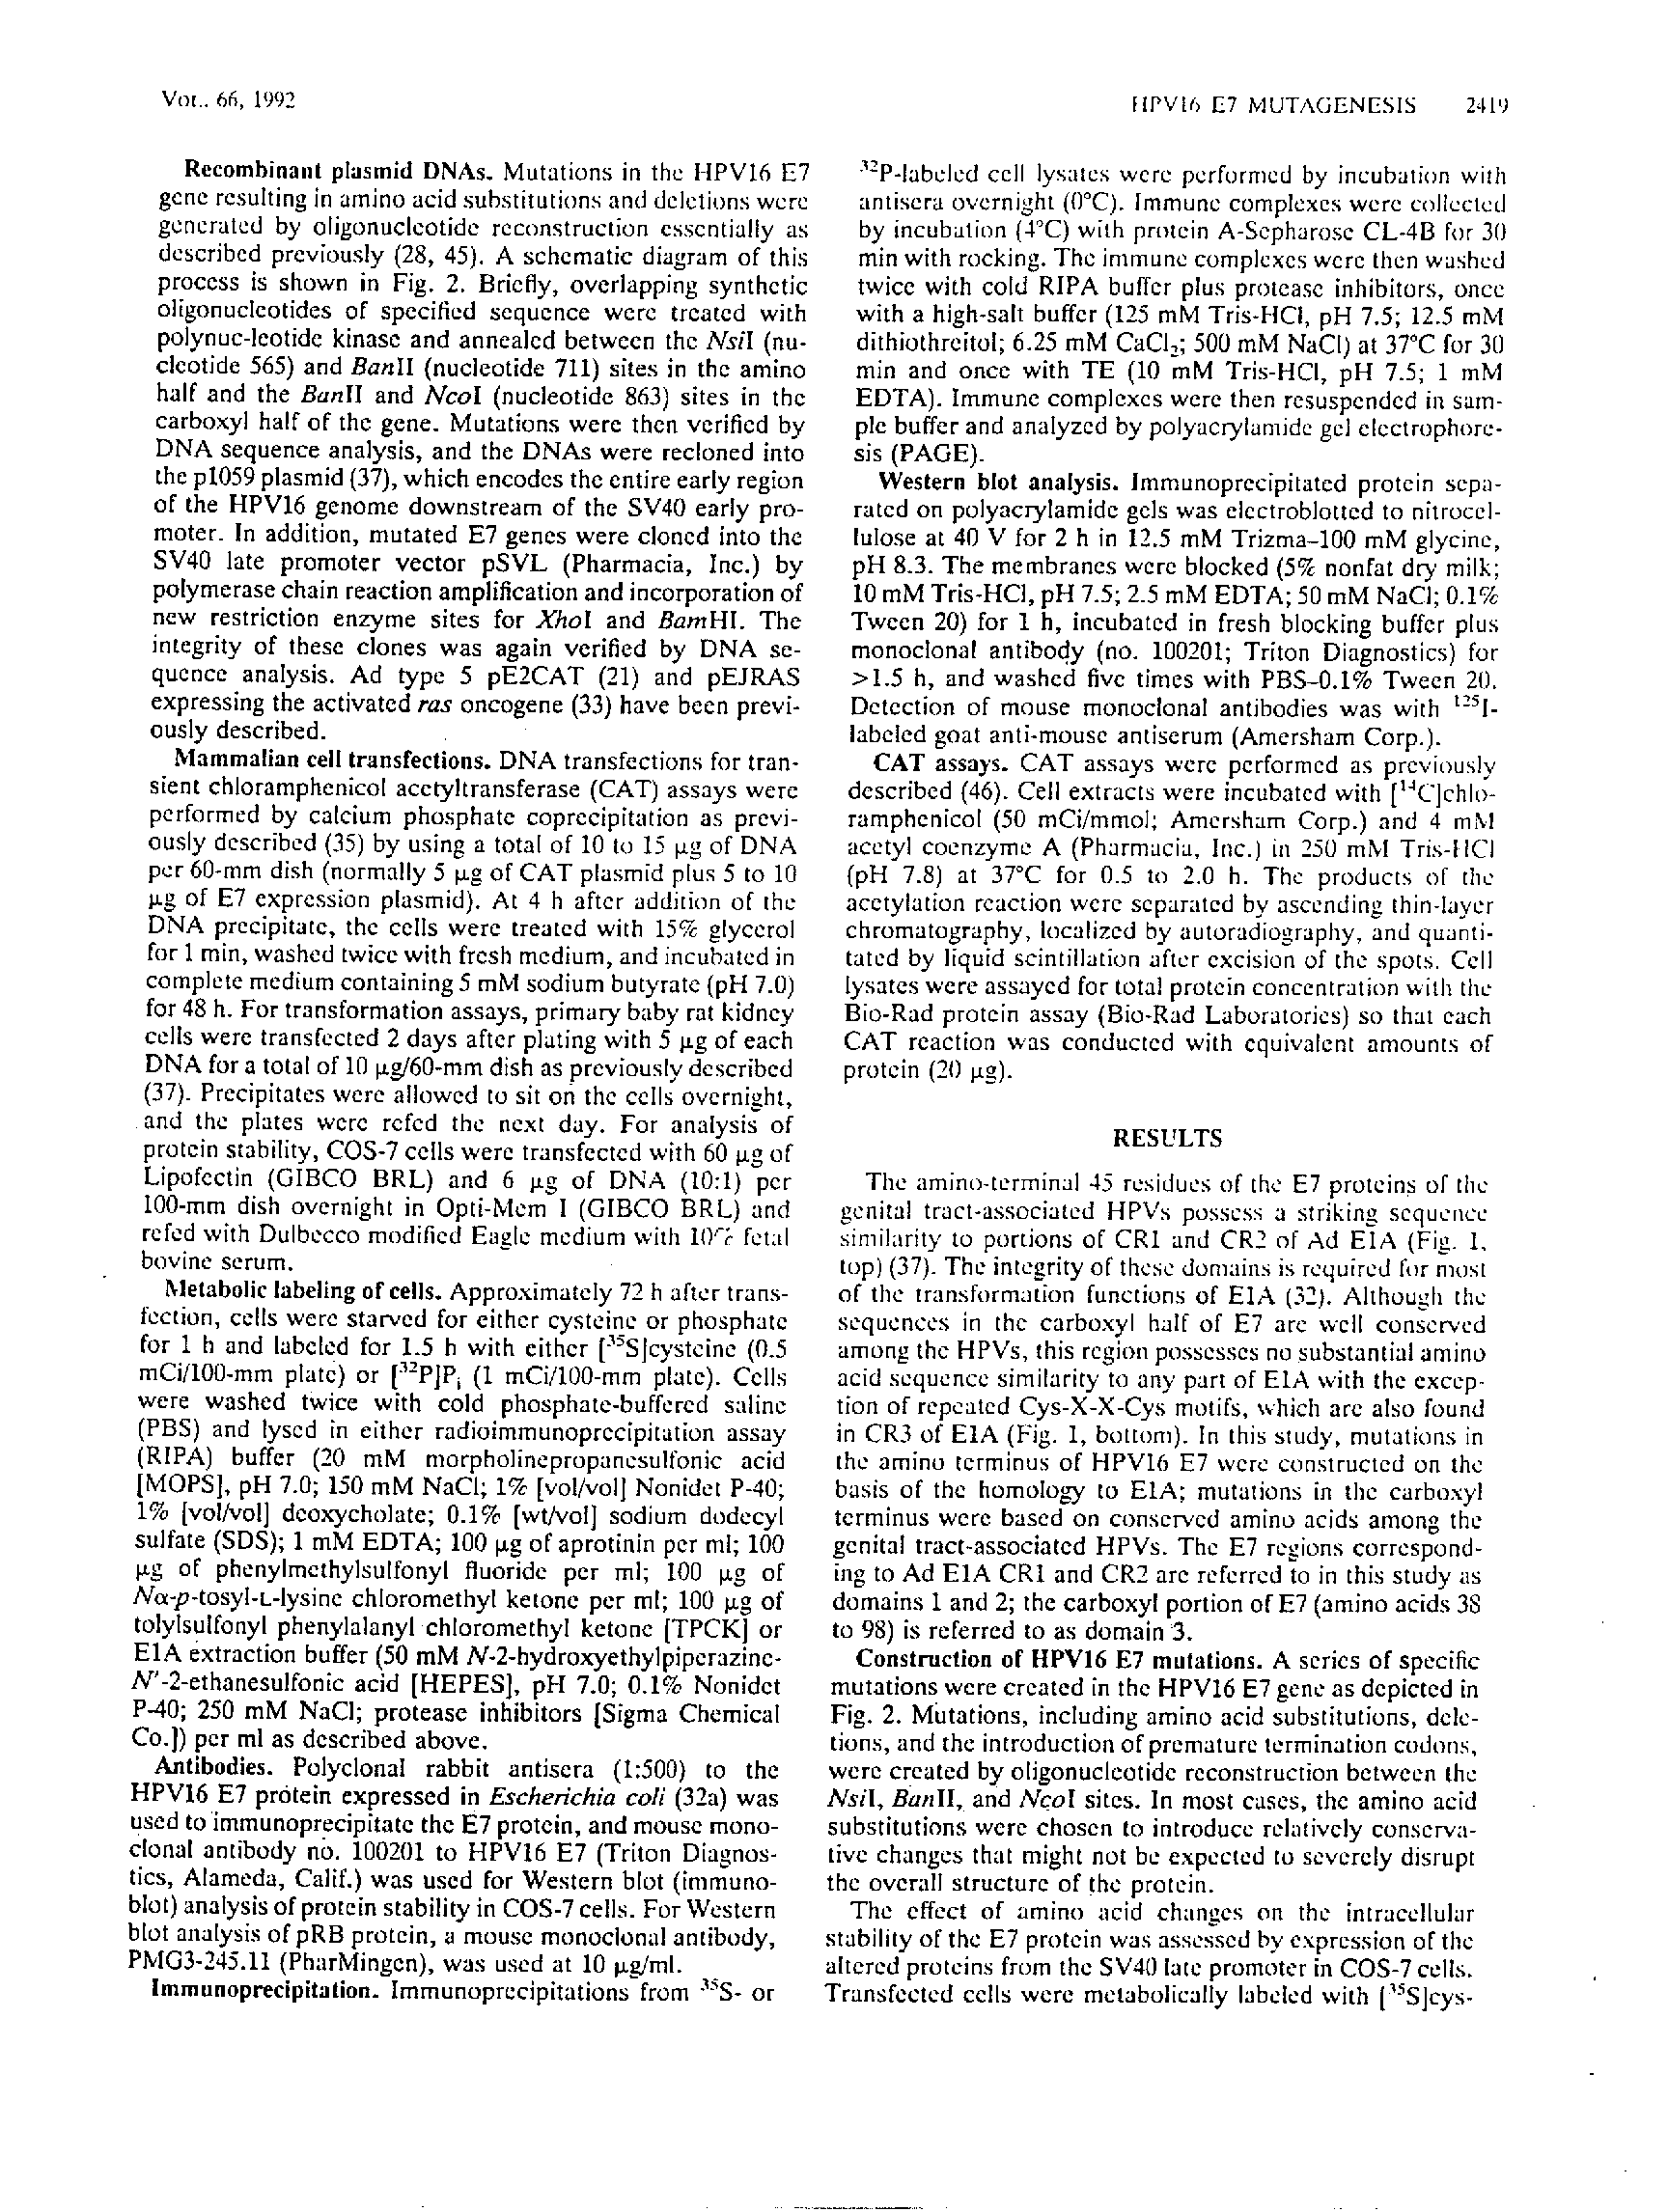 VOL. 66, 1992
HPV16 E7 MUTAGENESIS 2419
Recombinant plasmid DNAs. Mutations in the HPV16 E7
gene resulting in amino acid substitutions and deletions were
generated by oligonucleotide reconstruction essentially as
described previously (28, 45). A schematic diagram of this
process is shown in Fig. 2. Briefly, overlapping synthetic
oligonucleotides of specified sequence were treated with
polynuc-leotide kinase and annealed between the NsiI (nu-
cleotide 565) and BanII (nucleotide 711) sites in the amino
half and the BanII and NcoI (nucleotide 863) sites in the
carboxyl half of the gene. Mutations were then verified by
DNA sequence analysis, and the DNAs were recloned into
the p1059 plasmid (37), which encodes the entire early region
of the HPV16 genome downstream of the SV40 early pro-
moter. In addition, mutated E7 genes were cloned into the
SV40 late promoter vector pSVL (Pharmacia, Inc.) by
polymerase chain reaction amplification and incorporation of
new restriction enzyme sites for XhoI and BamHI. The
integrity of these clones was again verified by DNA se-
quence analysis. Ad type 5 pE2CAT (21) and pEJRAS
expressing the activated ras oncogene (33) have been previ-
ously described.
Mammalian cell transfections. DNA transfections for tran-
sient chloramphenicol acetyltransferase (CAT) assays were
performed by calcium phosphate coprecipitation as previ-
ously described (35) by using a total of 10 to 15 μg of DNA
per 60-mm dish (normally 5 μg of CAT plasmid plus 5 to 10
μg of E7 expression plasmid). At 4 h after addition of the
DNA precipitate, the cells were treated with 15% glycerol
for 1 min, washed twice with fresh medium, and incubated in
complete medium containing 5 mM sodium butyrate (pH 7.0)
for 48 h. For transformation assays, primary baby rat kidney
cells were transfected 2 days after plating with 5 μg of each
DNA for a total of 10 μg/60-mm dish as previously described
(37). Precipitates were allowed to sit on the cells overnight,
and the plates were refed the next day. For analysis of
protein stability, COS-7 cells were transfected with 60 μg of
Lipofectin (GIBCO BRL) and 6 μg of DNA (10:1) per
100-mm dish overnight in Opti-Mem I (GIBCO BRL) and
refed with Dulbecco modified Eagle medium with 10% fetal
bovine serum.
Metabolic labeling of cells. Approximately 72 h after trans-
fection, cells were starved for either cysteine or phosphate
for 1 h and labeled for 1.5 h with either [³⁵S]cysteine (0.5
mCi/100-mm plate) or [³²P]Pᵢ (1 mCi/100-mm plate). Cells
were washed twice with cold phosphate-buffered saline
(PBS) and lysed in either radioimmunoprecipitation assay
(RIPA) buffer (20 mM morpholinepropanesulfonic acid
[MOPS], pH 7.0; 150 mM NaCl; 1% [vol/vol] Nonidet P-40;
1% [vol/vol] deoxycholate; 0.1% [wt/vol] sodium dodecyl
sulfate (SDS); 1 mM EDTA; 100 μg of aprotinin per ml; 100
μg of phenylmethylsulfonyl fluoride per ml; 100 μg of
Nα-p-tosyl-L-lysine chloromethyl ketone per ml; 100 μg of
tolylsulfonyl phenylalanyl chloromethyl ketone [TPCK] or
E1A extraction buffer (50 mM N-2-hydroxyethylpiperazine-
N'-2-ethanesulfonic acid [HEPES], pH 7.0; 0.1% Nonidet
P-40; 250 mM NaCl; protease inhibitors [Sigma Chemical
Co.]) per ml as described above.
Antibodies. Polyclonal rabbit antisera (1:500) to the
HPV16 E7 protein expressed in Escherichia coli (32a) was
used to immunoprecipitate the E7 protein, and mouse mono-
clonal antibody no. 100201 to HPV16 E7 (Triton Diagnos-
tics, Alameda, Calif.) was used for Western blot (immuno-
blot) analysis of protein stability in COS-7 cells. For Western
blot analysis of pRB protein, a mouse monoclonal antibody,
PMG3-245.11 (PharMingen), was used at 10 μg/ml.
Immunoprecipitation. Immunoprecipitations from ³⁵S- or
³²P-labeled cell lysates were performed by incubation with
antisera overnight (0°C). Immune complexes were collected
by incubation (4°C) with protein A-Sepharose CL-4B for 30
min with rocking. The immune complexes were then washed
twice with cold RIPA buffer plus protease inhibitors, once
with a high-salt buffer (125 mM Tris-HCl, pH 7.5; 12.5 mM
dithiothreitol; 6.25 mM CaCl₂; 500 mM NaCl) at 37°C for 30
min and once with TE (10 mM Tris-HCl, pH 7.5; 1 mM
EDTA). Immune complexes were then resuspended in sam-
ple buffer and analyzed by polyacrylamide gel electrophore-
sis (PAGE).
Western blot analysis. Immunoprecipitated protein sepa-
rated on polyacrylamide gels was electroblotted to nitrocel-
lulose at 40 V for 2 h in 12.5 mM Trizma–100 mM glycine,
pH 8.3. The membranes were blocked (5% nonfat dry milk;
10 mM Tris-HCl, pH 7.5; 2.5 mM EDTA; 50 mM NaCl; 0.1%
Tween 20) for 1 h, incubated in fresh blocking buffer plus
monoclonal antibody (no. 100201; Triton Diagnostics) for
>1.5 h, and washed five times with PBS–0.1% Tween 20.
Detection of mouse monoclonal antibodies was with ¹²⁵I-
labeled goat anti-mouse antiserum (Amersham Corp.).
CAT assays. CAT assays were performed as previously
described (46). Cell extracts were incubated with [¹⁴C]chlo-
ramphenicol (50 mCi/mmol; Amersham Corp.) and 4 mM
acetyl coenzyme A (Pharmacia, Inc.) in 250 mM Tris-HCl
(pH 7.8) at 37°C for 0.5 to 2.0 h. The products of the
acetylation reaction were separated by ascending thin-layer
chromatography, localized by autoradiography, and quanti-
tated by liquid scintillation after excision of the spots. Cell
lysates were assayed for total protein concentration with the
Bio-Rad protein assay (Bio-Rad Laboratories) so that each
CAT reaction was conducted with equivalent amounts of
protein (20 μg).
RESULTS
The amino-terminal 45 residues of the E7 proteins of the
genital tract-associated HPVs possess a striking sequence
similarity to portions of CR1 and CR2 of Ad E1A (Fig. 1,
top) (37). The integrity of these domains is required for most
of the transformation functions of E1A (32). Although the
sequences in the carboxyl half of E7 are well conserved
among the HPVs, this region possesses no substantial amino
acid sequence similarity to any part of E1A with the excep-
tion of repeated Cys-X-X-Cys motifs, which are also found
in CR3 of E1A (Fig. 1, bottom). In this study, mutations in
the amino terminus of HPV16 E7 were constructed on the
basis of the homology to E1A; mutations in the carboxyl
terminus were based on conserved amino acids among the
genital tract-associated HPVs. The E7 regions correspond-
ing to Ad E1A CR1 and CR2 are referred to in this study as
domains 1 and 2; the carboxyl portion of E7 (amino acids 38
to 98) is referred to as domain 3.
Construction of HPV16 E7 mutations. A series of specific
mutations were created in the HPV16 E7 gene as depicted in
Fig. 2. Mutations, including amino acid substitutions, dele-
tions, and the introduction of premature termination codons,
were created by oligonucleotide reconstruction between the
NsiI, BanII, and NcoI sites. In most cases, the amino acid
substitutions were chosen to introduce relatively conserva-
tive changes that might not be expected to severely disrupt
the overall structure of the protein.
The effect of amino acid changes on the intracellular
stability of the E7 protein was assessed by expression of the
altered proteins from the SV40 late promoter in COS-7 cells.
Transfected cells were metabolically labeled with [³⁵S]cys-